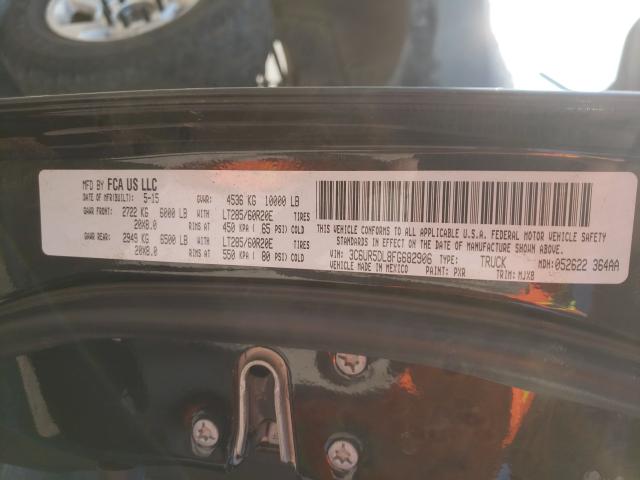 MFD BY FCA US LLC
DATE OF MFR(BUILT): 5-15 GVWR: 4536 KG 10000 LB
GAWR FRONT: 2722 KG 6000 LB WITH LT285/60R20E TIRES
20X8.0 RIMS AT 450 KPA ( 65 PSI) COLD
GAWR REAR: 2949 KG 6500 LB WITH LT285/60R20E TIRES
20X8.0 RIMS AT 550 KPA ( 80 PSI) COLD
THIS VEHICLE CONFORMS TO ALL APPLICABLE U.S.A. FEDERAL MOTOR VEHICLE SAFETY
STANDARDS IN EFFECT ON THE DATE OF MANUFACTURE SHOWN ABOVE.
VIN: 3C6UR5DL8FG682906 TYPE: TRUCK MDH: 052622 364AA
VEHICLE MADE IN MEXICO PAINT: PXR TRIM: MJX8